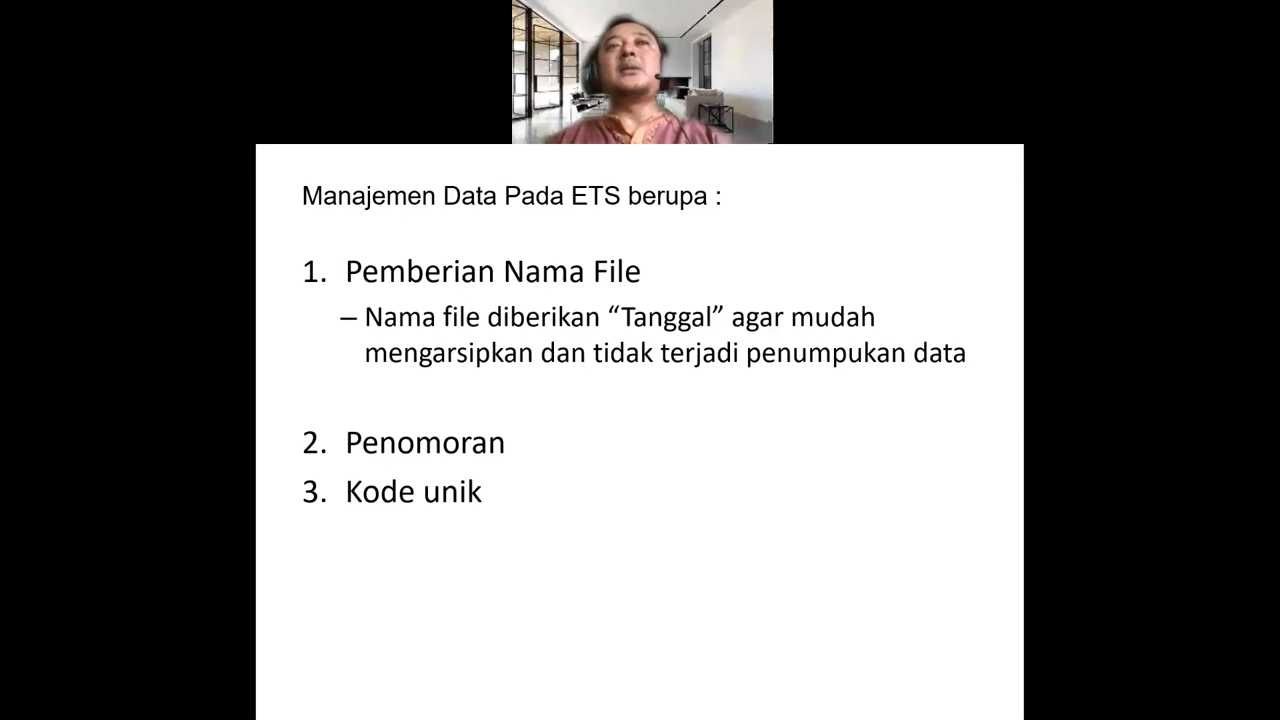 Manajemen Data Pada ETS berupa :
1. Pemberian Nama File
– Nama file diberikan “Tanggal” agar mudah
mengarsipkan dan tidak terjadi penumpukan data
2. Penomoran
3. Kode unik